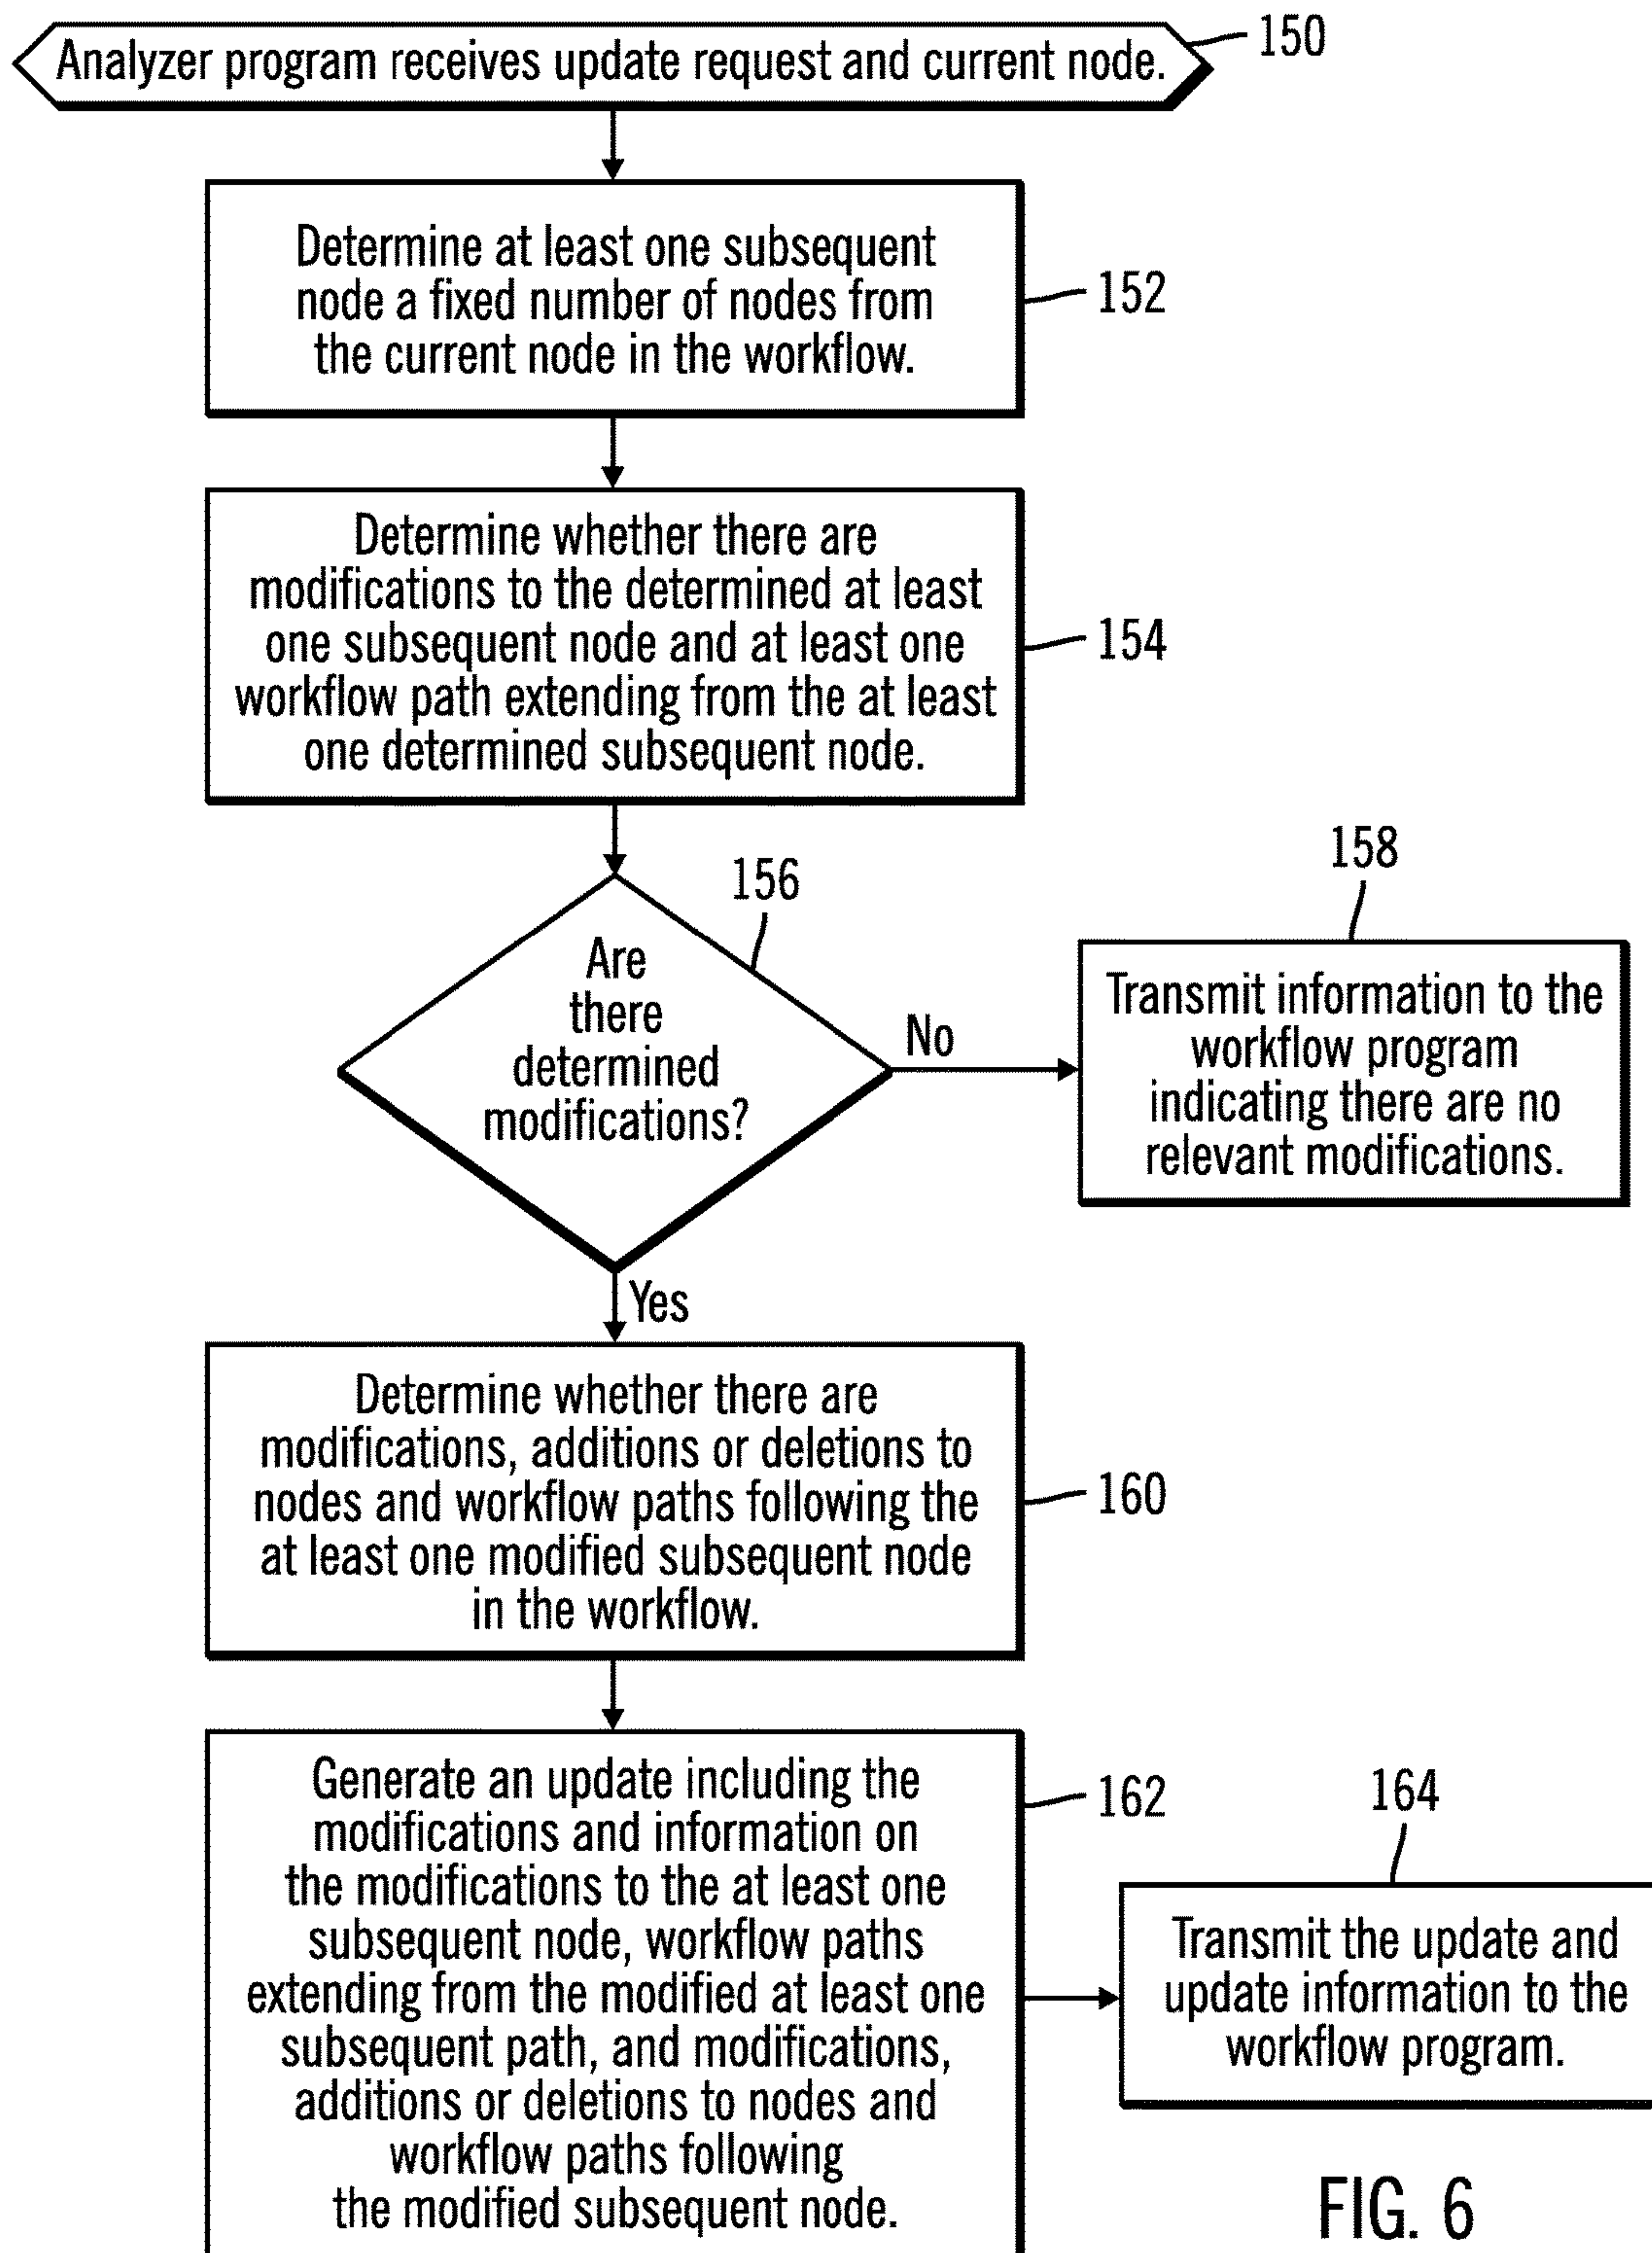 Analyzer program receives update request and current node.
150
Determine at least one subsequent
node a fixed number of nodes from
the current node in the workflow.
152
Determine whether there are
modifications to the determined at least
one subsequent node and at least one
workflow path extending from the at least
one determined subsequent node.
154
156
Are
there
determined
modifications?
No
158
Transmit information to the
workflow program
indicating there are no
relevant modifications.
Yes
Determine whether there are
modifications, additions or deletions to
nodes and workflow paths following the
at least one modified subsequent node
in the workflow.
160
Generate an update including the
modifications and information on
the modifications to the at least one
subsequent node, workflow paths
extending from the modified at least one
subsequent path, and modifications,
additions or deletions to nodes and
workflow paths following
the modified subsequent node.
162
164
Transmit the update and
update information to the
workflow program.
FIG. 6